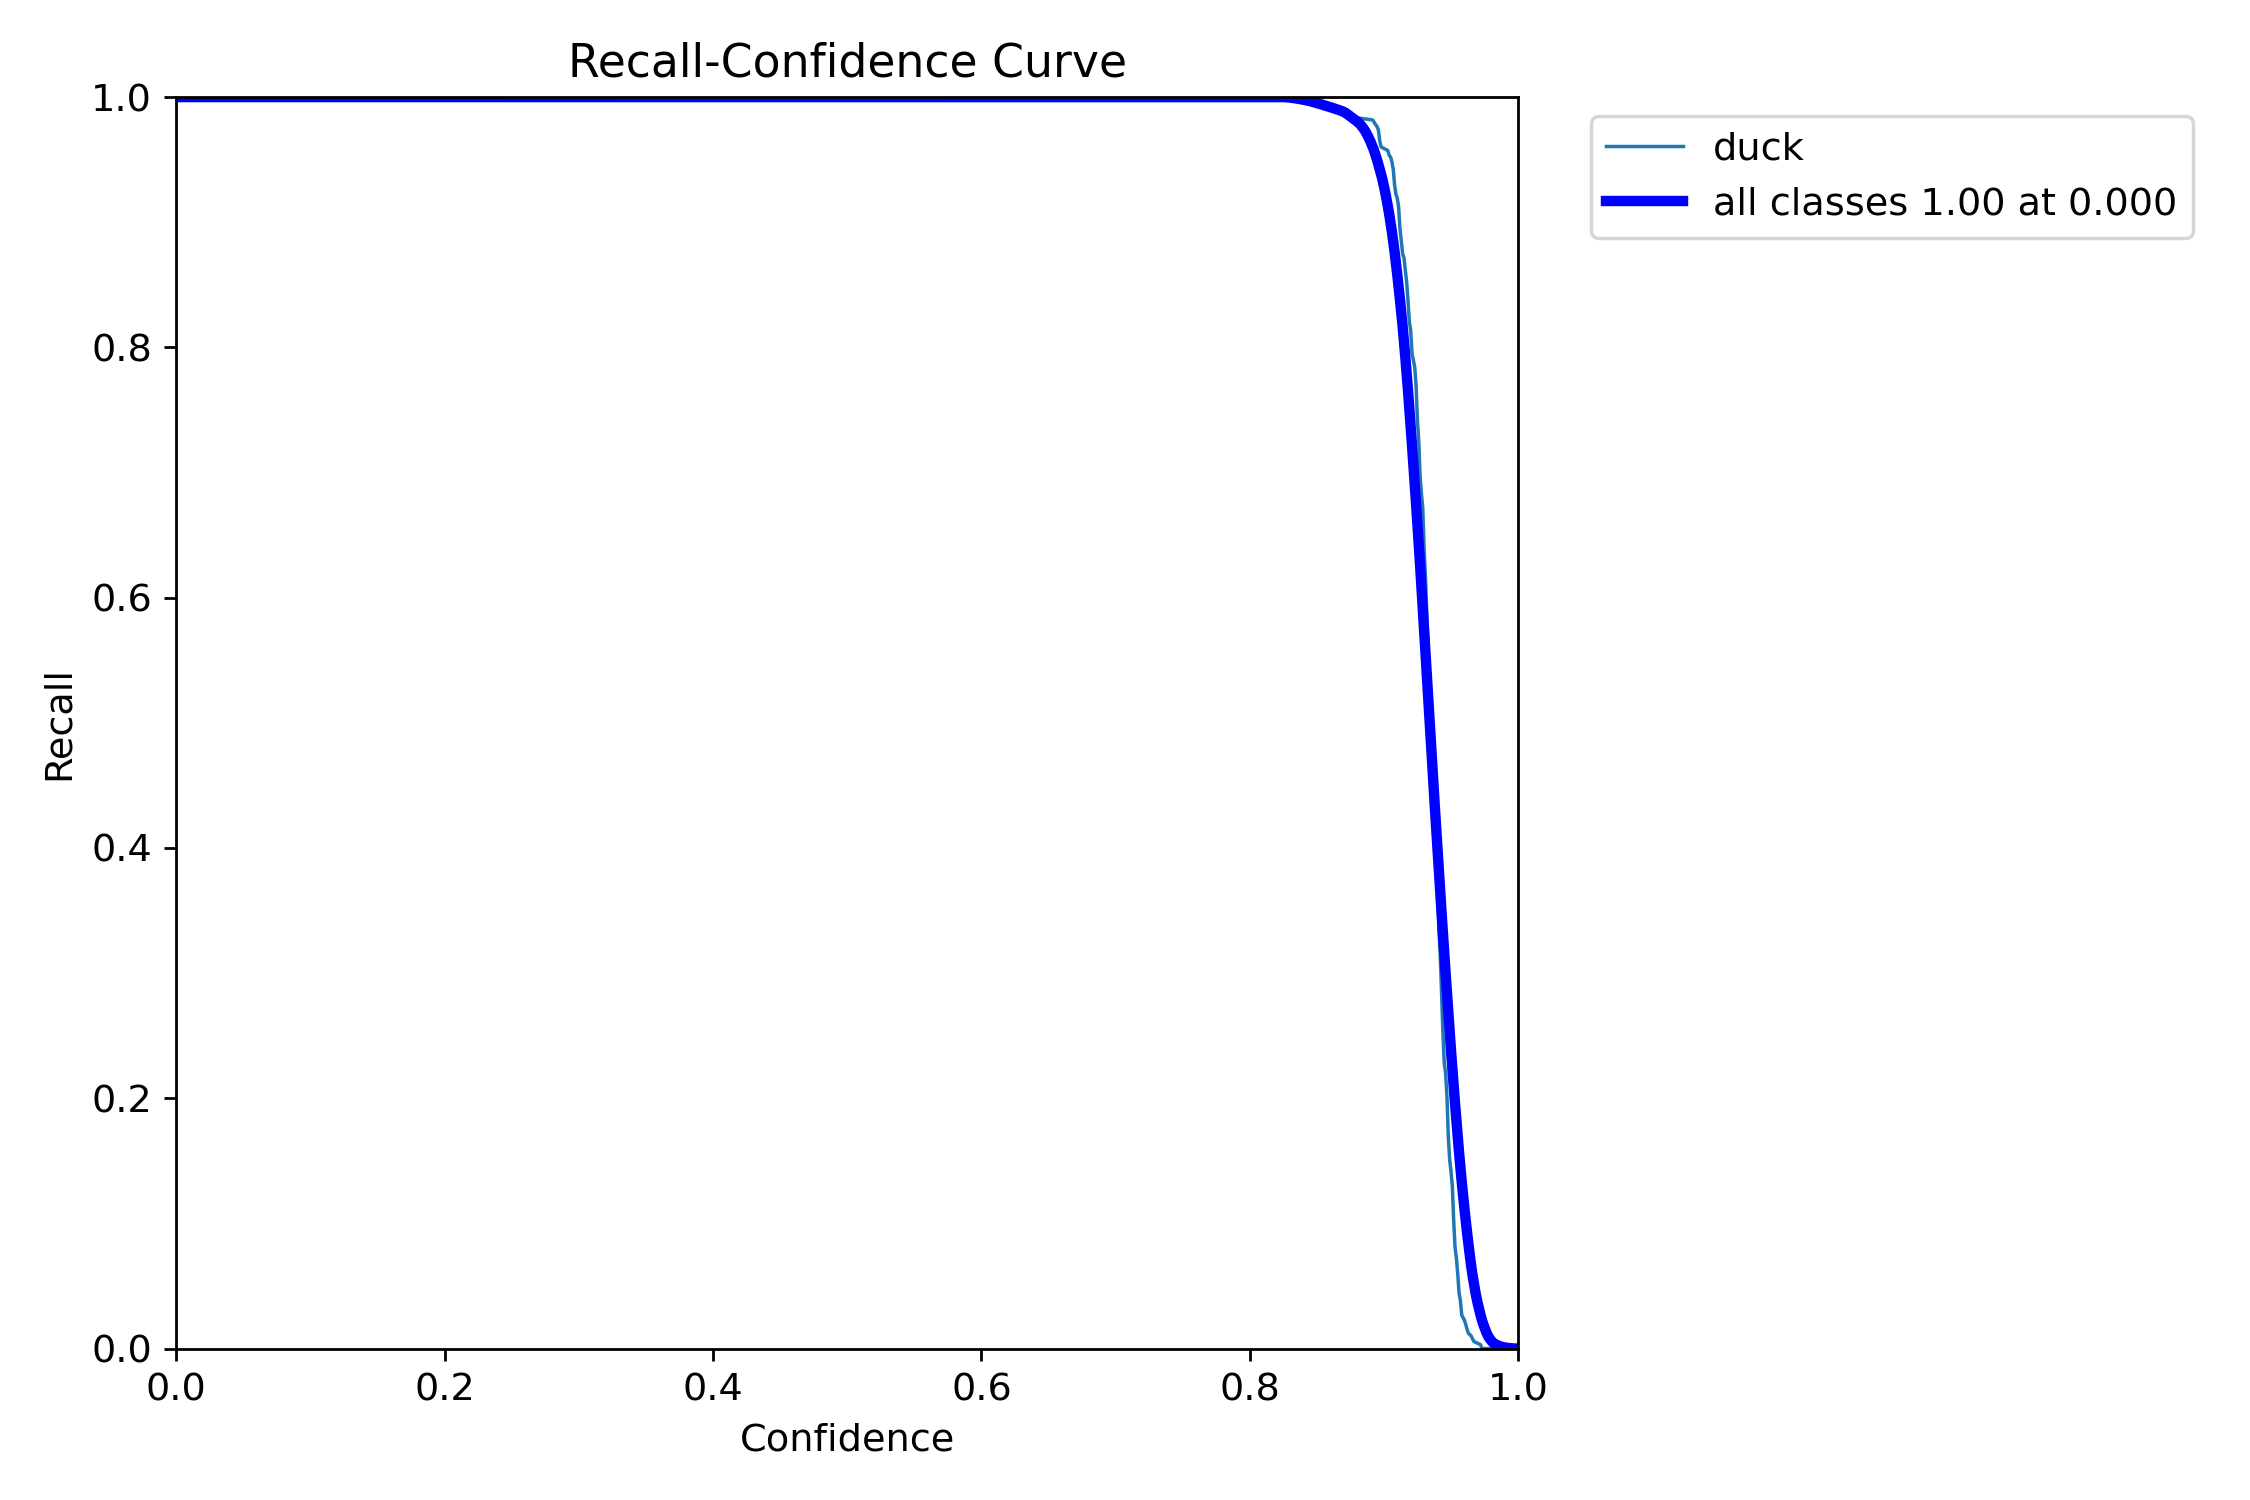 Recall-Confidence Curve
1.0
0.8
0.6
0.4
0.2
0.0
Recall
0.0 0.2 0.4 0.6 0.8 1.0
Confidence
duck
all classes 1.00 at 0.000